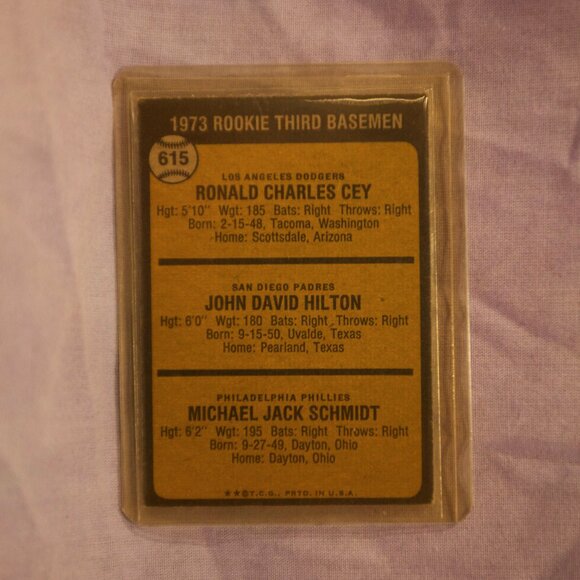 1973 ROOKIE THIRD BASEMEN
615
LOS ANGELES DODGERS
RONALD CHARLES CEY
Hgt: 5'10" Wgt: 185 Bats: Right Throws: Right
Born: 2-15-48, Tacoma, Washington
Home: Scottsdale, Arizona
SAN DIEGO PADRES
JOHN DAVID HILTON
Hgt: 6'0" Wgt: 180 Bats: Right Throws: Right
Born: 9-15-50, Uvalde, Texas
Home: Pearland, Texas
PHILADELPHIA PHILLIES
MICHAEL JACK SCHMIDT
Hgt: 6'2" Wgt: 195 Bats: Right Throws: Right
Born: 9-27-49, Dayton, Ohio
Home: Dayton, Ohio
★★©T.C.G., PRTD. IN U.S.A.